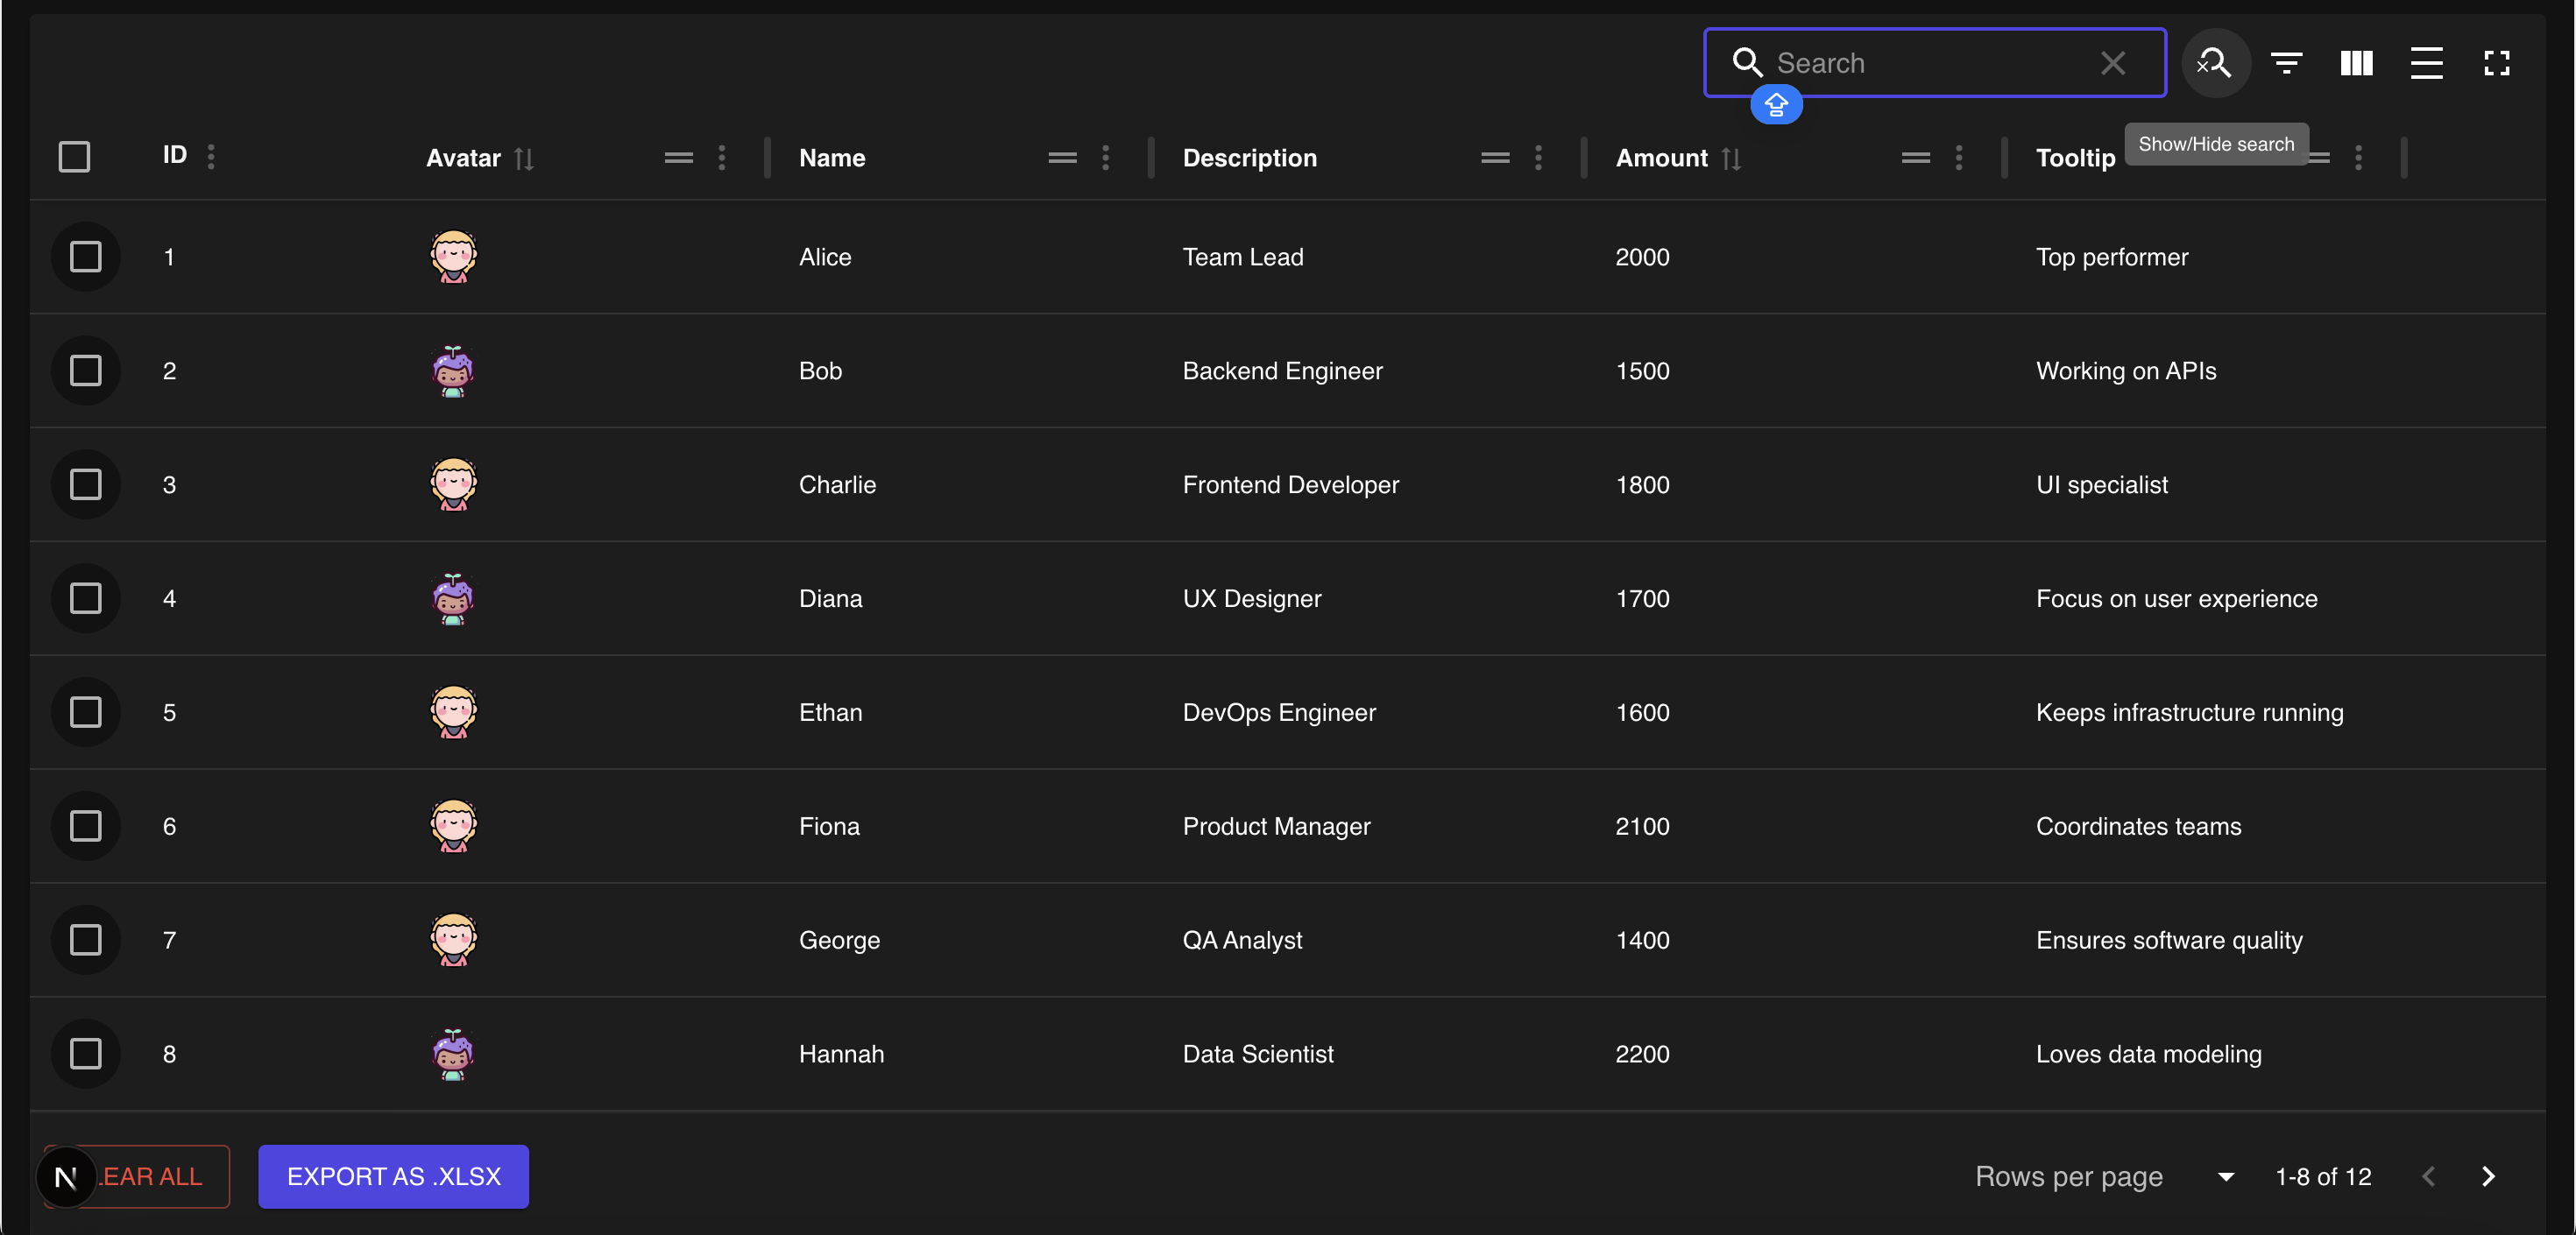 Search
Show/Hide search
ID Avatar Name Description Amount Tooltip
1 Alice Team Lead 2000 Top performer
2 Bob Backend Engineer 1500 Working on APIs
3 Charlie Frontend Developer 1800 UI specialist
4 Diana UX Designer 1700 Focus on user experience
5 Ethan DevOps Engineer 1600 Keeps infrastructure running
6 Fiona Product Manager 2100 Coordinates teams
7 George QA Analyst 1400 Ensures software quality
8 Hannah Data Scientist 2200 Loves data modeling
N EAR ALL EXPORT AS .XLSX Rows per page 1-8 of 12